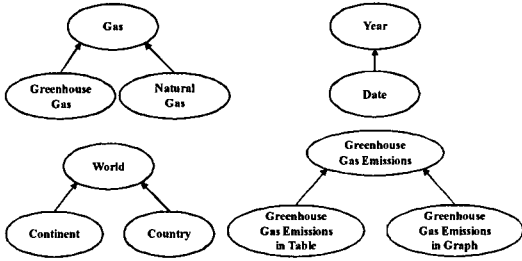 Gas
Year
Greenhouse
Gas
Natural
Gas
Date
World
Greenhouse
Gas Emissions
Continent
Country
Greenhouse
Gas Emissions
in Table
Greenhouse
Gas Emissions
in Graph